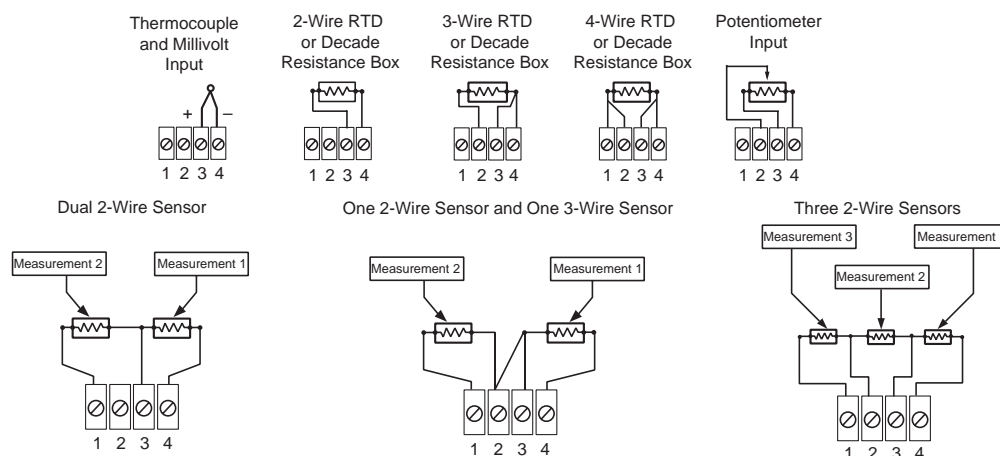 Thermocouple
and Millivolt
Input
+ –
1 2 3 4
2-Wire RTD
or Decade
Resistance Box
1 2 3 4
3-Wire RTD
or Decade
Resistance Box
1 2 3 4
4-Wire RTD
or Decade
Resistance Box
1 2 3 4
Potentiometer
Input
1 2 3 4
Dual 2-Wire Sensor
Measurement 2
Measurement 1
1 2 3 4
One 2-Wire Sensor and One 3-Wire Sensor
Measurement 2
Measurement 1
1 2 3 4
Three 2-Wire Sensors
Measurement 3
Measurement
Measurement 2
1 2 3 4